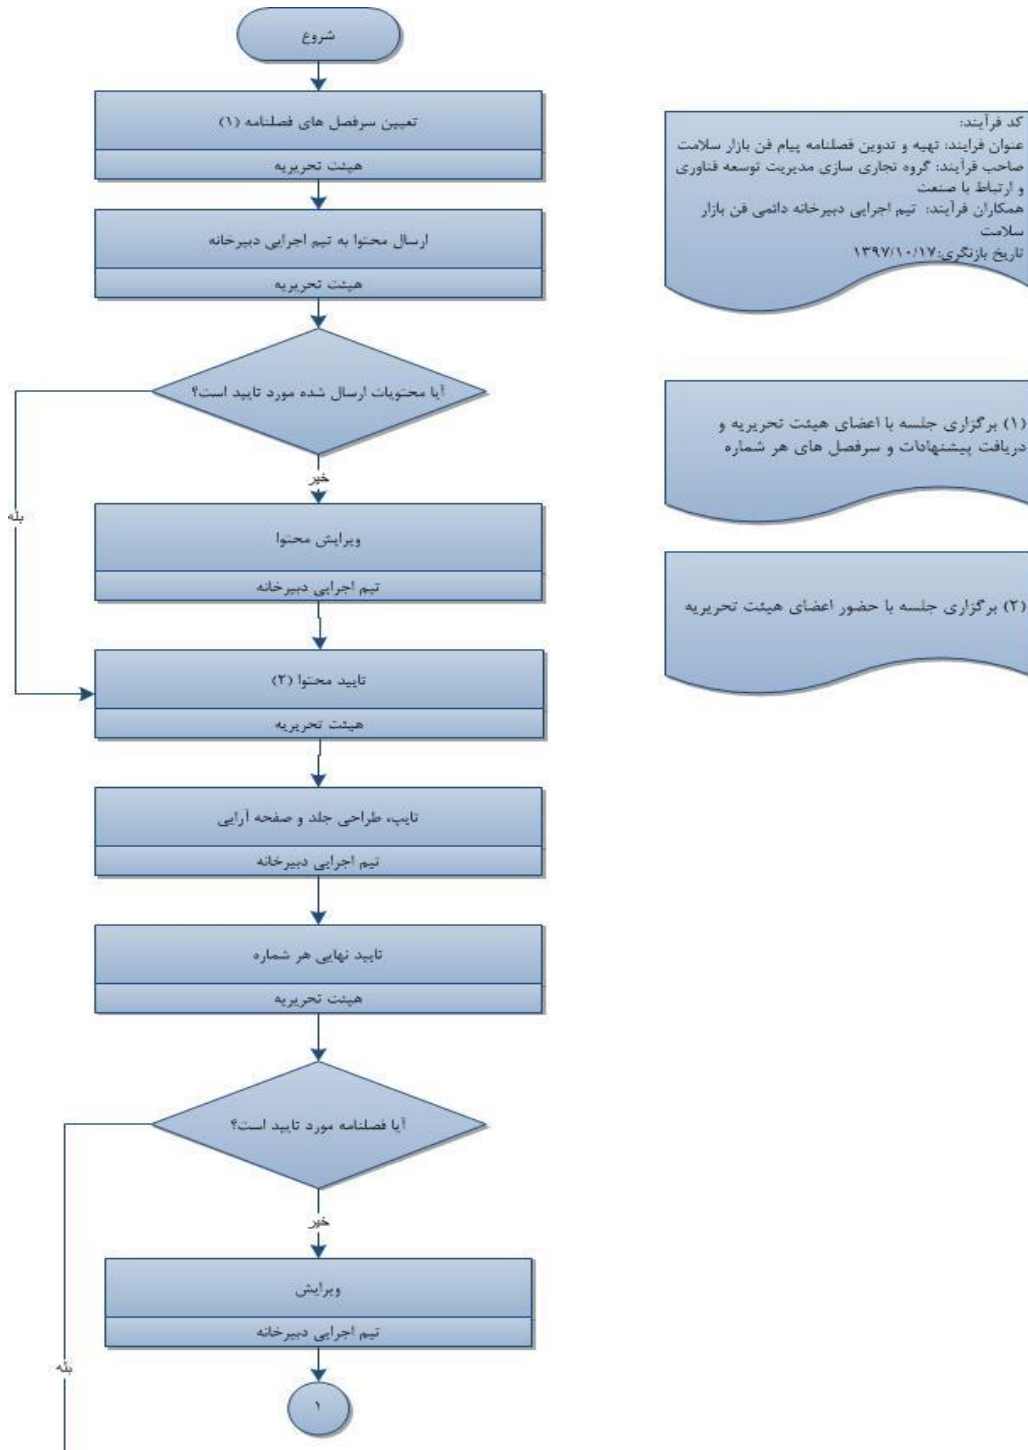 شروع
تعیین سرفصل های فصلنامه (۱)
هیئت تحریریه
ارسال محتوا به تیم اجرایی دبیرخانه
هیئت تحریریه
آیا محتویات ارسال شده مورد تایید است؟
خیر
بله
ویرایش محتوا
تیم اجرایی دبیرخانه
تایید محتوا (۲)
هیئت تحریریه
تایپ، طراحی جلد و صفحه آرایی
تیم اجرایی دبیرخانه
تایید نهایی هر شماره
هیئت تحریریه
آیا فصلنامه مورد تایید است؟
خیر
بله
ویرایش
تیم اجرایی دبیرخانه
۱
کد فرآیند:
عنوان فرایند: تهیه و تدوین فصلنامه پیام فن بازار سلامت
صاحب فرآیند: گروه تجاری سازی مدیریت توسعه فناوری
و ارتباط با صنعت
همکاران فرآیند: تیم اجرایی دبیرخانه دائمی فن بازار
سلامت
تاریخ بازنگری:۱۳۹۷/۱۰/۱۷
(۱) برگزاری جلسه با اعضای هیئت تحریریه و
دریافت پیشنهادات و سرفصل های هر شماره
(۲) برگزاری جلسه با حضور اعضای هیئت تحریریه